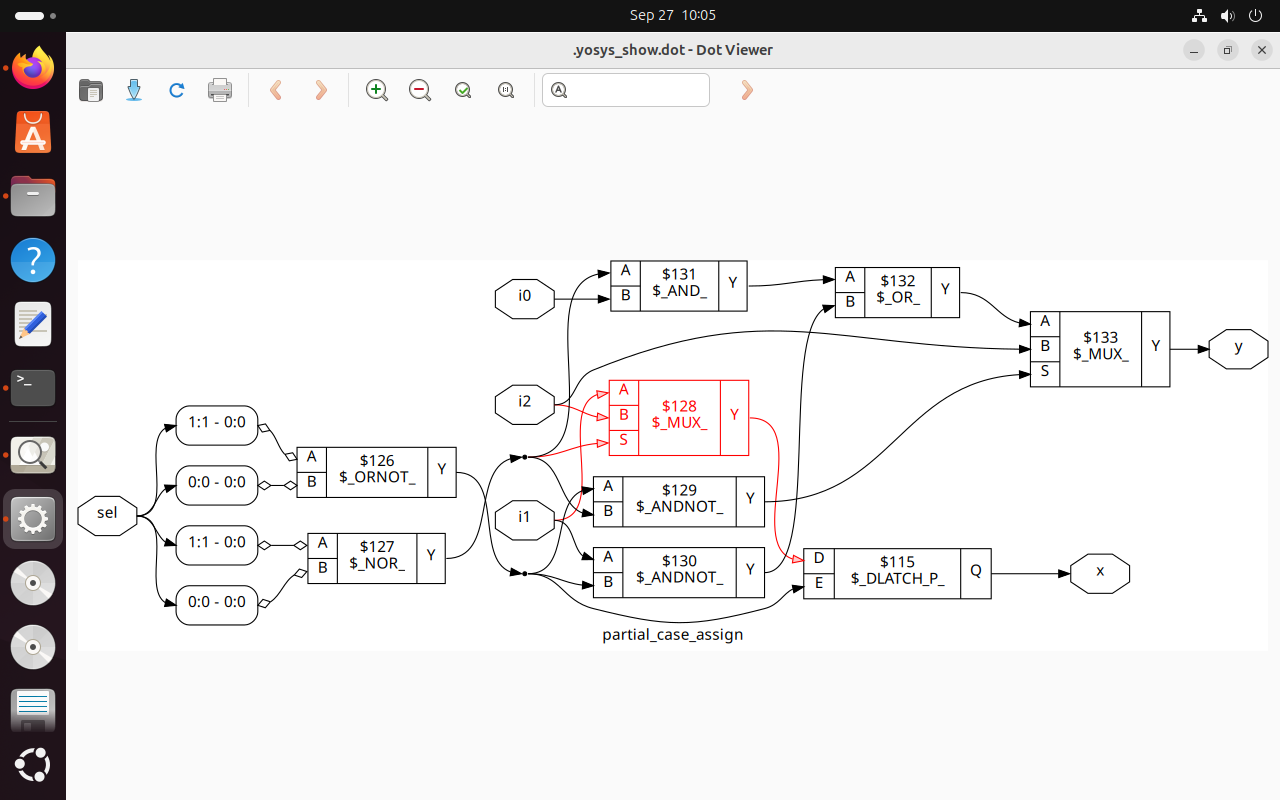 Sep 27 10:05
.yosys_show.dot - Dot Viewer
A
B
$131
$_AND_
Y
i0
A
B
$132
$_OR_
Y
A
B
S
$133
$_MUX_
Y
y
i2
A
B
S
$128
$_MUX_
Y
1:1 - 0:0
0:0 - 0:0
1:1 - 0:0
0:0 - 0:0
sel
A
B
$126
$_ORNOT_
Y
A
B
$127
$_NOR_
Y
i1
A
B
$129
$_ANDNOT_
Y
A
B
$130
$_ANDNOT_
Y
D
E
$115
$_DLATCH_P_
Q
x
partial_case_assign